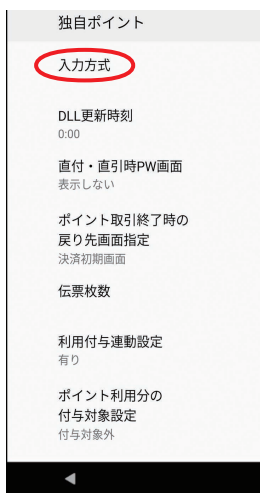 独自ポイント
入力方式
DLL更新時刻
0:00
直付・直引時PW画面
表示しない
ポイント取引終了時の
戻り先画面指定
決済初期画面
伝票枚数
利用付与連動設定
有り
ポイント利用分の
付与対象設定
付与対象外